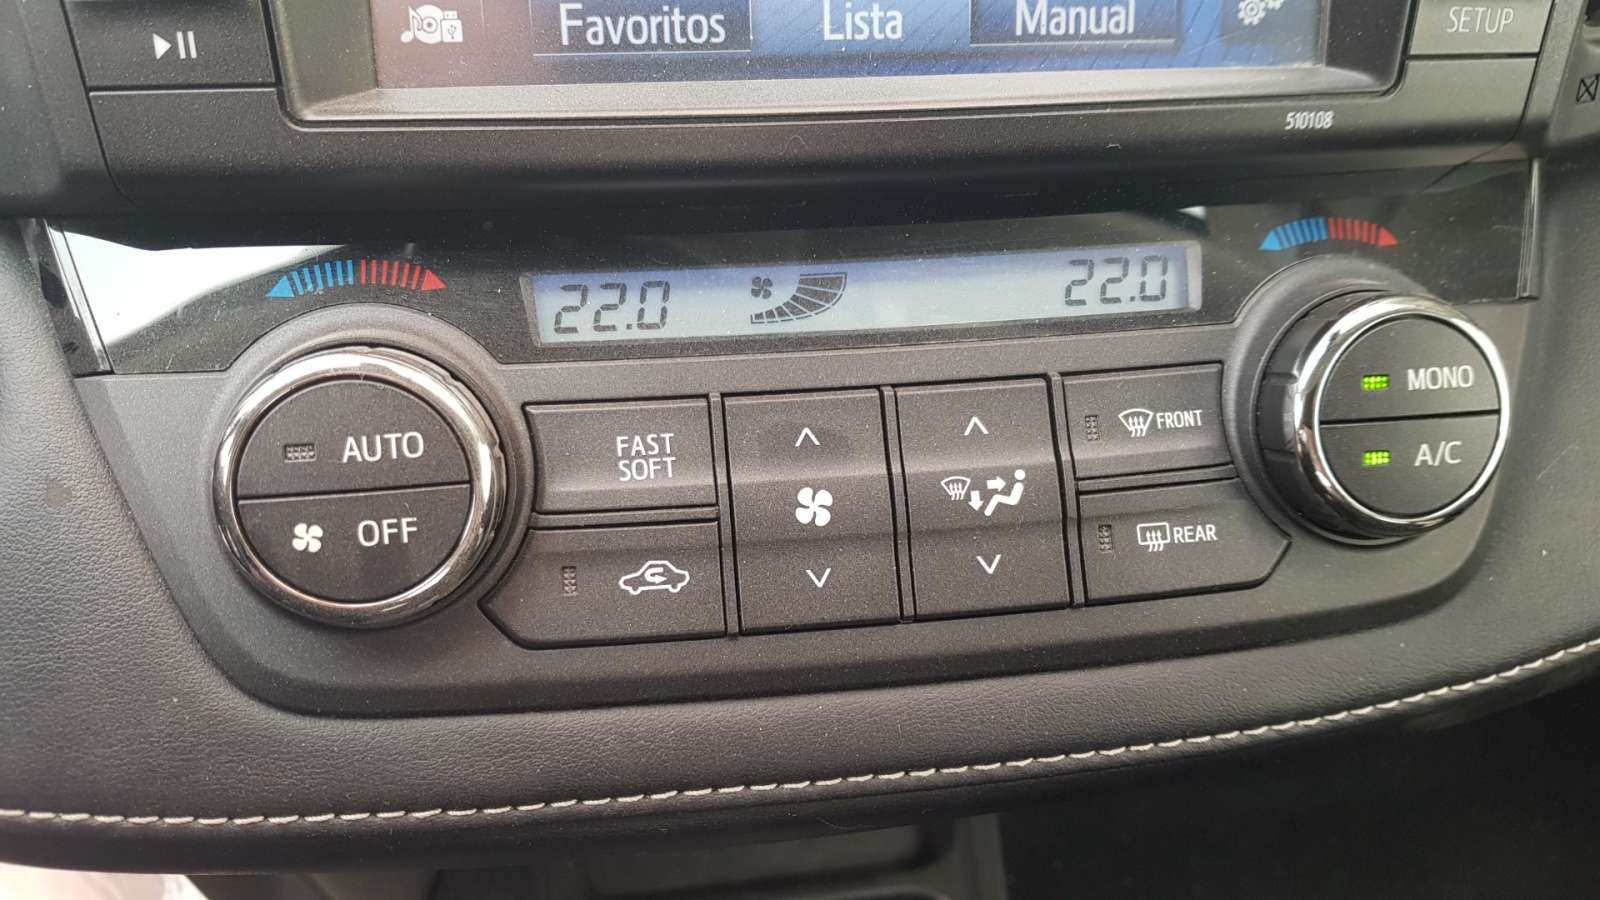 Favoritos Lista Manual SETUP
510108
22.0 22.0
AUTO
OFF
FAST
SOFT
FRONT
REAR
MONO
A/C